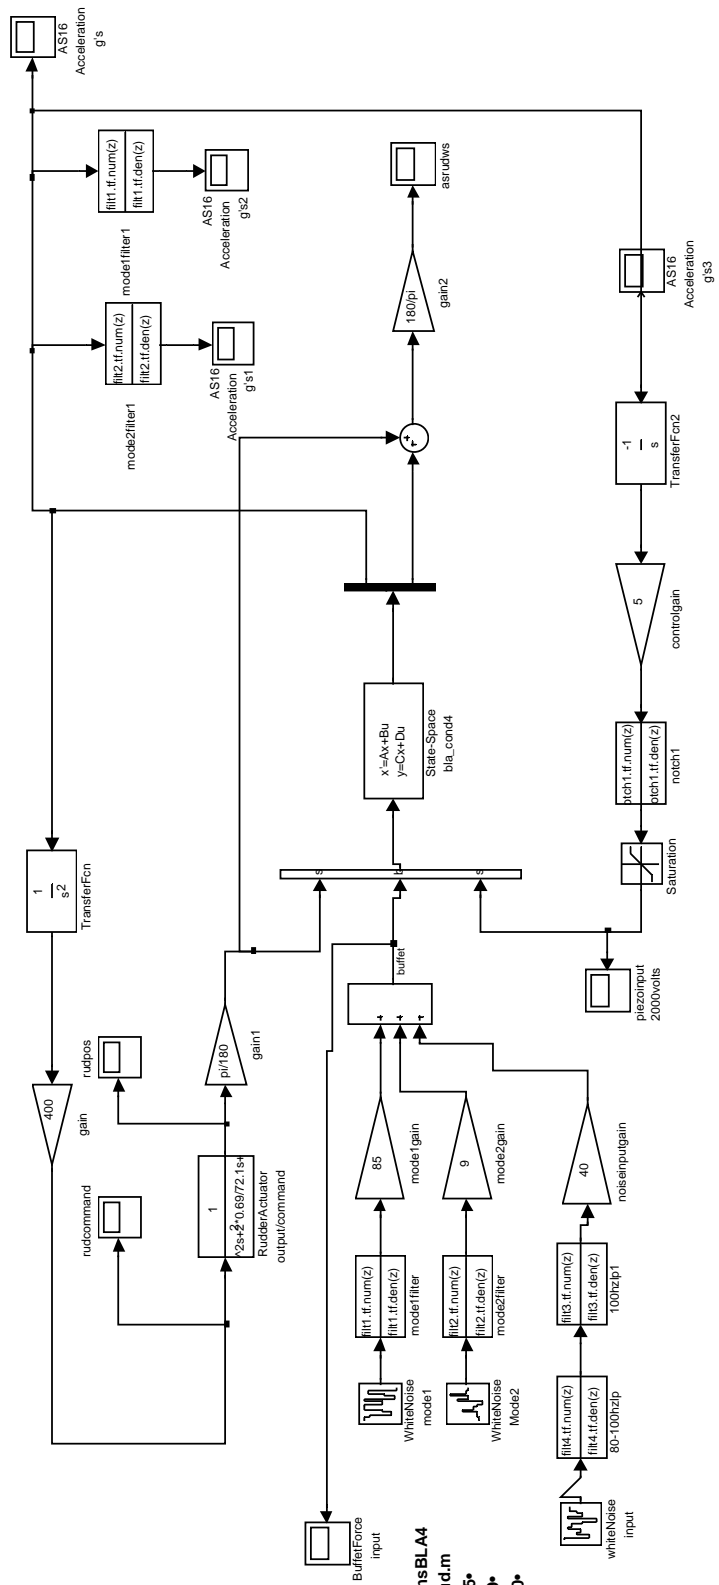 AS16
Acceleration
g's
filt1.tf.num(z)
filt1.tf.den(z)
mode1filter1
AS16
Acceleration
g's2
filt2.tf.num(z)
filt2.tf.den(z)
mode2filter1
AS16
Acceleration
g's1
asrudws
180/pi
gain2
AS16
Acceleration
g's3
-1
s
TransferFcn2
5
controlgain
otch1.tf.num(z)
otch1.tf.den(z)
notch1
Saturation
piezoinput
2000volts
x'=Ax+Bu
y=Cx+Du
State-Space
bla_cond4
1
s2
TransferFcn
400
gain
rudpos
rudcommand
pi/180
gain1
1
RudderActuator
output/command
buffet
85
mode1gain
9
mode2gain
40
noiseinputgain
filt1.tf.num(z)
filt1.tf.den(z)
mode1filter
filt2.tf.num(z)
filt2.tf.den(z)
mode2filter
filt3.tf.num(z)
filt3.tf.den(z)
100hzlp1
filt4.tf.num(z)
filt4.tf.den(z)
80-100hzlp
WhiteNoise
mode1
WhiteNoise
Mode2
whiteNoise
input
BuffetForce
input
nsBLA4